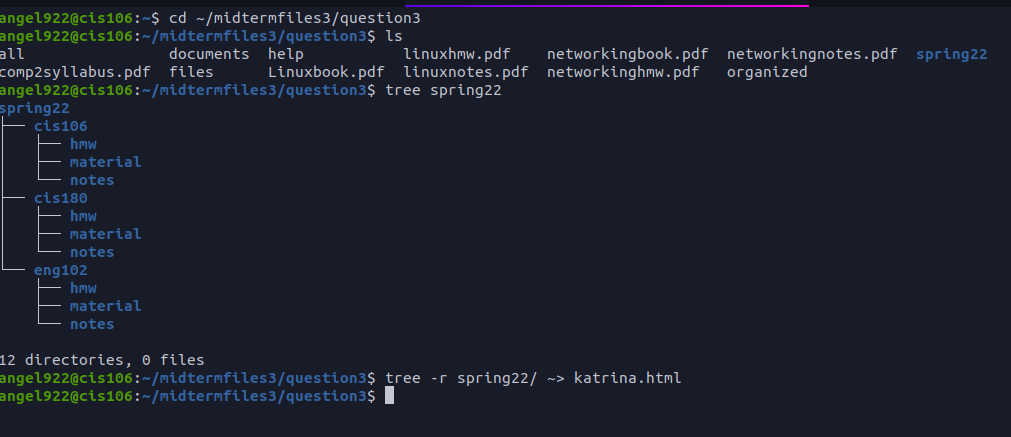 angel922@cis106:~$ cd ~/midtermfiles3/question3
angel922@cis106:~/midtermfiles3/question3$ ls
all documents help linuxhmw.pdf networkingbook.pdf networkingnotes.pdf spring22
comp2syllabus.pdf files Linuxbook.pdf linuxnotes.pdf networkinghmw.pdf organized
angel922@cis106:~/midtermfiles3/question3$ tree spring22
spring22
├── cis106
│   ├── hmw
│   ├── material
│   └── notes
├── cis180
│   ├── hmw
│   ├── material
│   └── notes
└── eng102
    ├── hmw
    ├── material
    └── notes
12 directories, 0 files
angel922@cis106:~/midtermfiles3/question3$ tree -r spring22/ ~> katrina.html
angel922@cis106:~/midtermfiles3/question3$